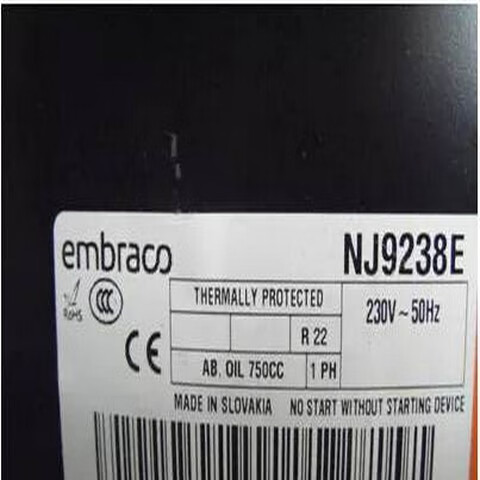 embraco NJ9238E
RoHS CCC
THERMALLY PROTECTED 230V~50Hz
R 22
CE
AB. OIL 750CC 1 PH
MADE IN SLOVAKIA NO START WITHOUT STARTING DEVICE